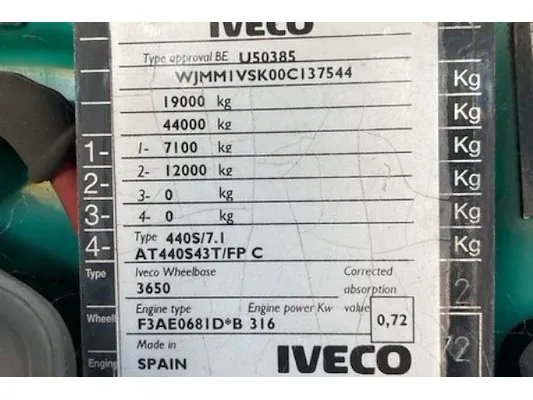 IVECO
Type approval BE U50385
WJMM1VSK00C137544 Kg
19000 kg
44000 kg Kg
1- 1- 7100 kg Kg
2- 2- 12000 kg Kg
3- 3- 0 kg Kg
4- 4- 0 kg Kg
Type 440S/7.1
AT440S43T/FP C
Type Iveco Wheelbase Corrected
3650 absorption 2
Engine type Engine power Kw value
F3AE0681D*B 316 0,72
Made in
Engin SPAIN IVECO 72